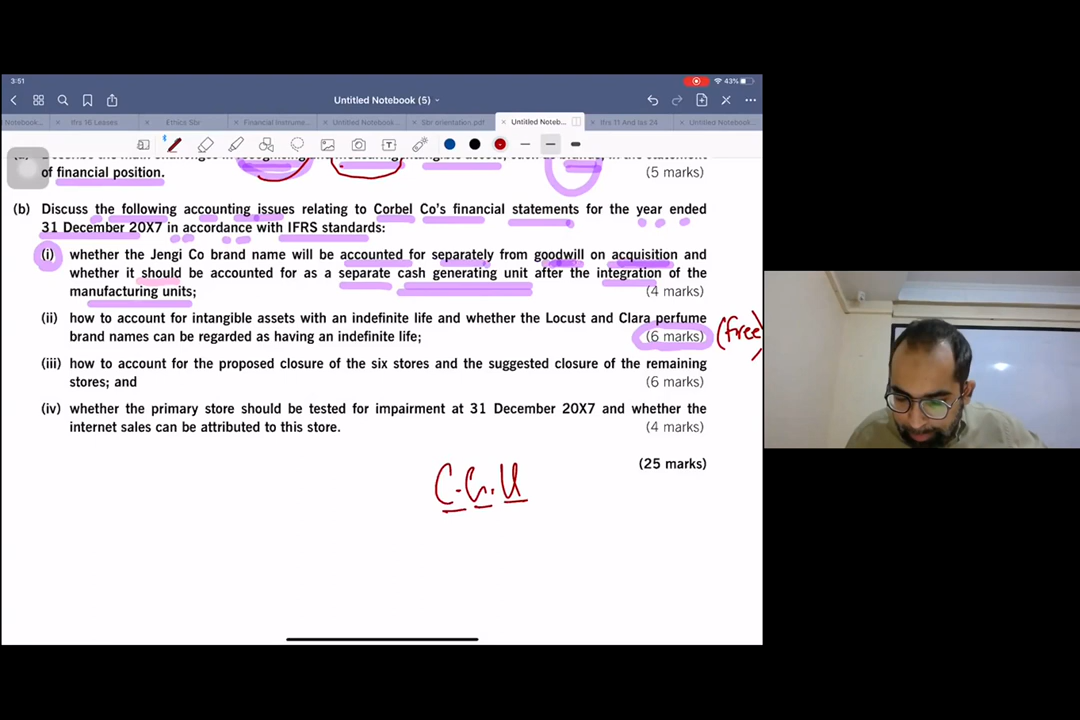 3:51
43%
Untitled Notebook (5)
Notebook...
Ifrs 16 Leases
Ethics Sbr
Financial Instrume...
Untitled Notebook...
Sbr orientation pdf
Untitled Noteb...
Ifrs 11 And Ias 24
Untitled Notebook...
of financial position. (5 marks)
(b) Discuss the following accounting issues relating to Corbel Co's financial statements for the year ended
31 December 20X7 in accordance with IFRS standards:
(i) whether the Jengi Co brand name will be accounted for separately from goodwill on acquisition and
whether it should be accounted for as a separate cash generating unit after the integration of the
manufacturing units; (4 marks)
(ii) how to account for intangible assets with an indefinite life and whether the Locust and Clara perfume
brand names can be regarded as having an indefinite life; (6 marks) (free)
(iii) how to account for the proposed closure of the six stores and the suggested closure of the remaining
stores; and (6 marks)
(iv) whether the primary store should be tested for impairment at 31 December 20X7 and whether the
internet sales can be attributed to this store. (4 marks)
(25 marks)
C.G.U